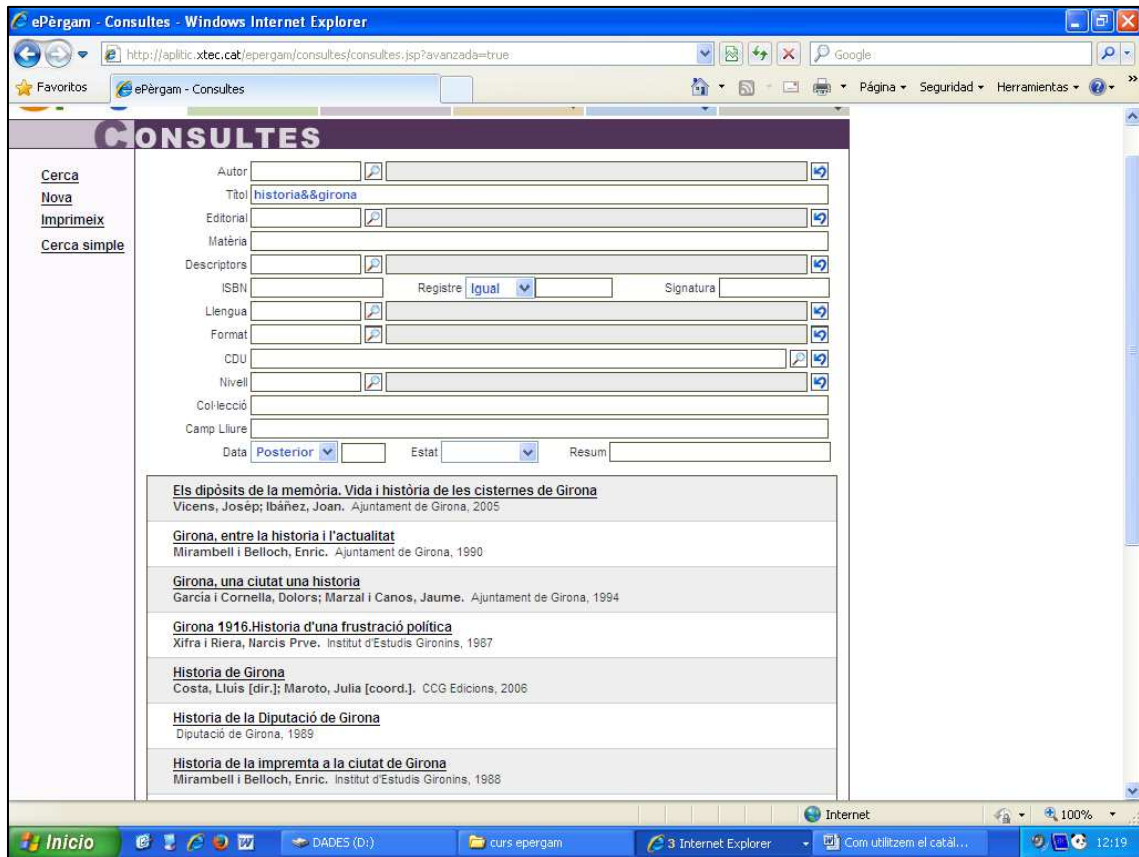 ePèrgam - Consultes - Windows Internet Explorer
http://aplitic.xtec.cat/epergam/consultes/consultes.jsp?avanzada=true
Google
Favoritos
ePèrgam - Consultes
Página
Seguridad
Herramientas
»
CONSULTES
Cerca
Nova
Imprimeix
Cerca simple
Autor
Títol historia&&girona
Editorial
Matèria
Descriptors
ISBN Registre Igual Signatura
Llengua
Format
CDU
Nivell
Col·lecció
Camp Lliure
Data Posterior Estat Resum
Els dipòsits de la memòria. Vida i història de les cisternes de Girona
Vicens, Josép; Ibáñez, Joan. Ajuntament de Girona, 2005
Girona, entre la historia i l'actualitat
Mirambell i Belloch, Enric. Ajuntament de Girona, 1990
Girona, una ciutat una historia
García i Cornella, Dolors; Marzal i Canos, Jaume. Ajuntament de Girona, 1994
Girona 1916.Historia d'una frustració política
Xifra i Riera, Narcis Prve. Institut d'Estudis Gironins, 1987
Historia de Girona
Costa, Lluís [dir.]; Maroto, Julia [coord.]. CCG Edicions, 2006
Historia de la Diputació de Girona
Diputació de Girona, 1989
Historia de la impremta a la ciutat de Girona
Mirambell i Belloch, Enric. Institut d'Estudis Gironins, 1988
Internet
100%
Inicio
DADES (D:)
curs epergam
3 Internet Explorer
Com utilitzem el catàl...
12:19